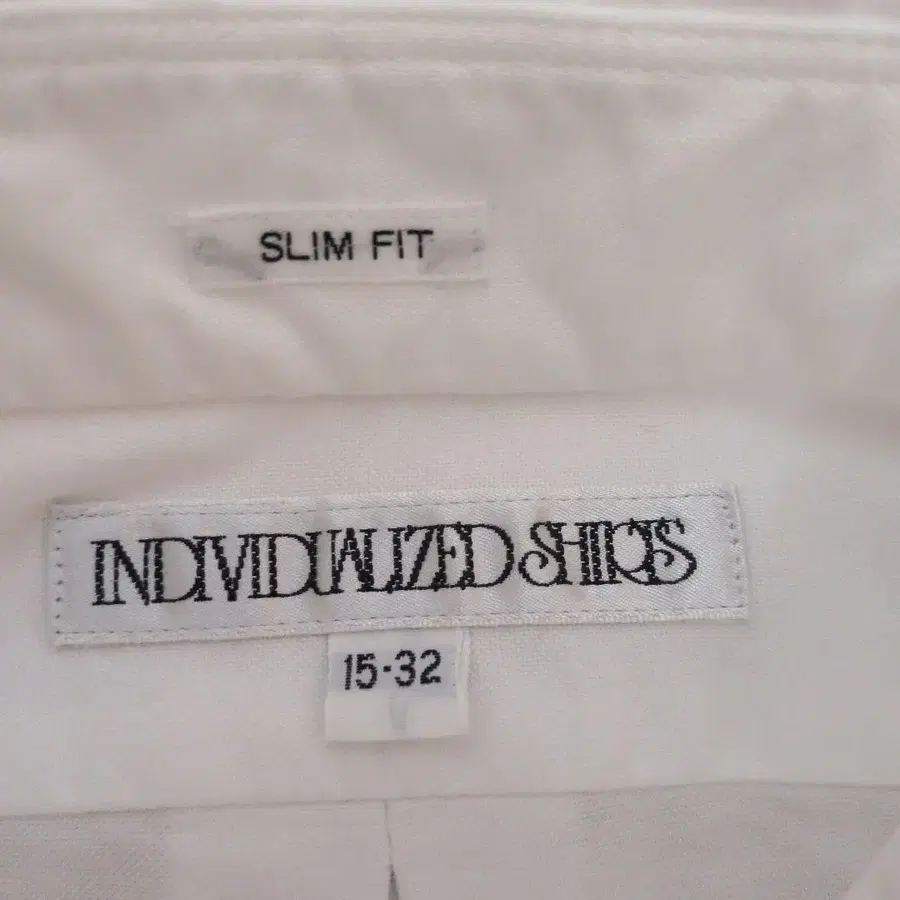 SLIM FIT
INDIVIDUALIZED SHIRTS
15-32